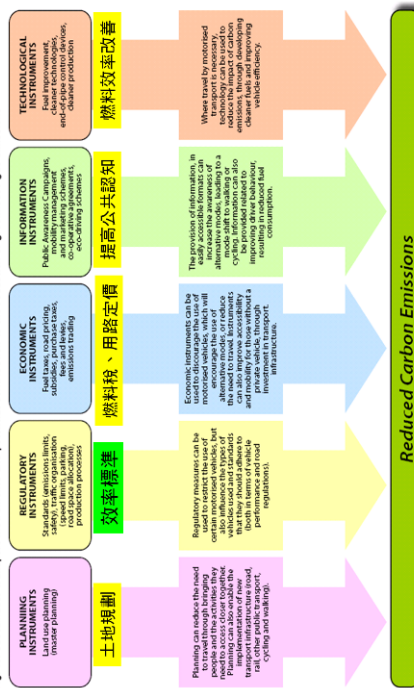 PLANNING
INSTRUMENTS
Land use planning
(master planning)
土地規劃
Planning can reduce the need
to travel through bringing
people and the activities they
need to access closer together.
Planning can also enable the
implementation of new
transport infrastructure (road,
rail, other public transport,
cycling and walking).
REGULATORY
INSTRUMENTS
Standards (emissions limits,
safety), traffic organisation
(speed limits, parking,
road space allocation),
production processes
效率標準
Regulatory measures can be
used to restrict the use of
certain motorised vehicles, but
also influence the types of
vehicles used and standards
that they should adhere to
(both in terms of vehicle
performance and road
regulations).
ECONOMIC
INSTRUMENTS
Fuel taxes, road pricing,
subsidies, purchase taxes,
fees and levies,
emissions trading
燃料稅、用路定價
Economic instruments can be
used to discourage the use of
motorised vehicles, which will
encourage the use of
alternative modes, or reduce
the need to travel. Instruments
can also improve accessibility
and mobility for those without a
private vehicle, through
investment in transport.
infrastructure.
INFORMATION
INSTRUMENTS
Public Awareness Campaigns,
mobility management
and marketing schemes,
co-operative agreements,
eco-driving schemes
提高公共認知
The provision of information, in
easily accessible formats can
increase the awareness of
alternative modes, leading to a
mode shift to walking or
cycling. Information can also
be provided related to
improving driver behaviour,
resulting in reduced fuel
consumption.
TECHNOLOGICAL
INSTRUMENTS
Fuel improvement,
cleaner technologies,
end-of-pipe control devices,
cleaner production
燃料效率改善
Where travel by motorised
transport is necessary,
technology can be used to
reduce the impact of carbon
emissions, through developing
cleaner fuels and improving
vehicle efficiency.
Reduced Carbon Emissions